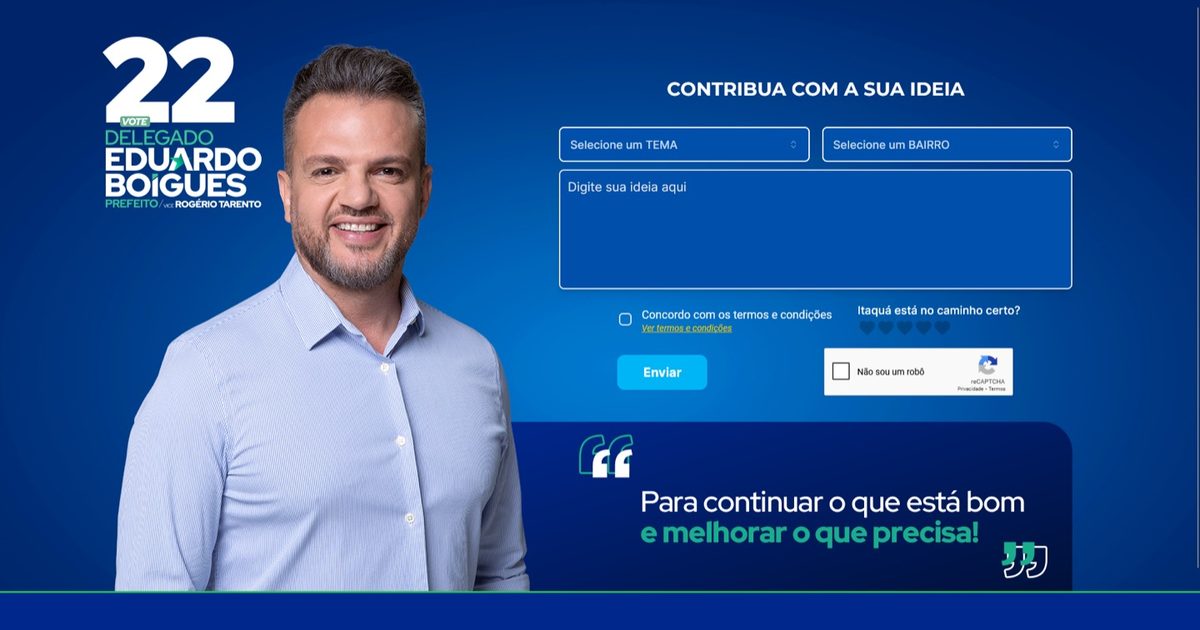 22
VOTE
DELEGADO
EDUARDO
BOIGUES
PREFEITO/VICE ROGÉRIO TARENTO
CONTRIBUA COM A SUA IDEIA
Selecione um TEMA
Selecione um BAIRRO
Digite sua ideia aqui
Concordo com os termos e condições
Ver termos e condições
Itaquá está no caminho certo?
Enviar
Não sou um robô
reCAPTCHA
Privacidade - Termos
Para continuar o que está bom
e melhorar o que precisa!